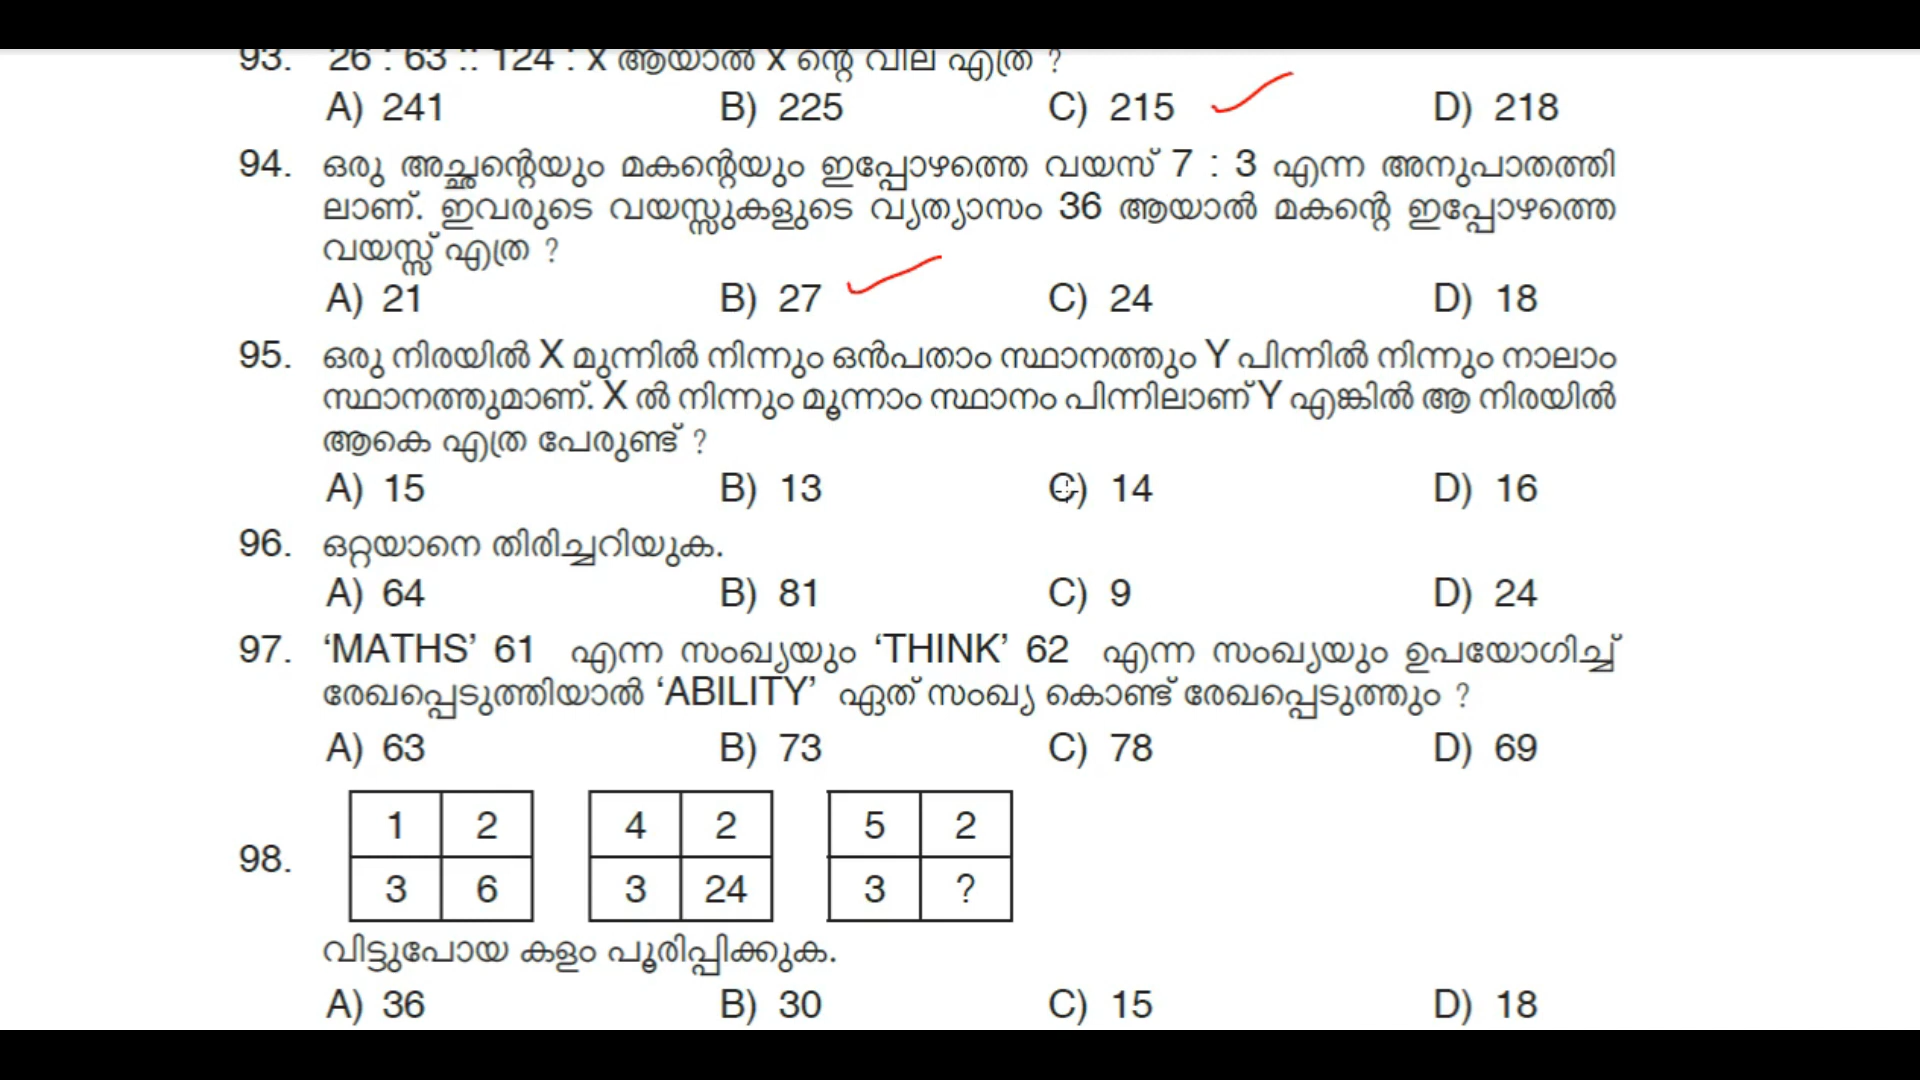 93. 26 : 63 :: 124 : x ആയാൽ x ന്റെ വില എത്ര ?
A) 241 B) 225 C) 215 D) 218
94. ഒരു അച്ഛന്റെയും മകന്റെയും ഇപ്പോഴത്തെ വയസ് 7 : 3 എന്ന അനുപാതത്തി
ലാണ്. ഇവരുടെ വയസ്സുകളുടെ വ്യത്യാസം 36 ആയാൽ മകന്റെ ഇപ്പോഴത്തെ
വയസ്സ് എത്ര ?
A) 21 B) 27 C) 24 D) 18
95. ഒരു നിരയിൽ X മുന്നിൽ നിന്നും ഒൻപതാം സ്ഥാനത്തും Y പിന്നിൽ നിന്നും നാലാം
സ്ഥാനത്തുമാണ്. X ൽ നിന്നും മൂന്നാം സ്ഥാനം പിന്നിലാണ് Y എങ്കിൽ ആ നിരയിൽ
ആകെ എത്ര പേരുണ്ട് ?
A) 15 B) 13 C) 14 D) 16
96. ഒറ്റയാനെ തിരിച്ചറിയുക.
A) 64 B) 81 C) 9 D) 24
97. ‘MATHS’ 61 എന്ന സംഖ്യയും ‘THINK’ 62 എന്ന സംഖ്യയും ഉപയോഗിച്ച്
രേഖപ്പെടുത്തിയാൽ ‘ABILITY’ ഏത് സംഖ്യ കൊണ്ട് രേഖപ്പെടുത്തും ?
A) 63 B) 73 C) 78 D) 69
98.
1 2 4 2 5 2
3 6 3 24 3 ?
വിട്ടുപോയ കളം പൂരിപ്പിക്കുക.
A) 36 B) 30 C) 15 D) 18